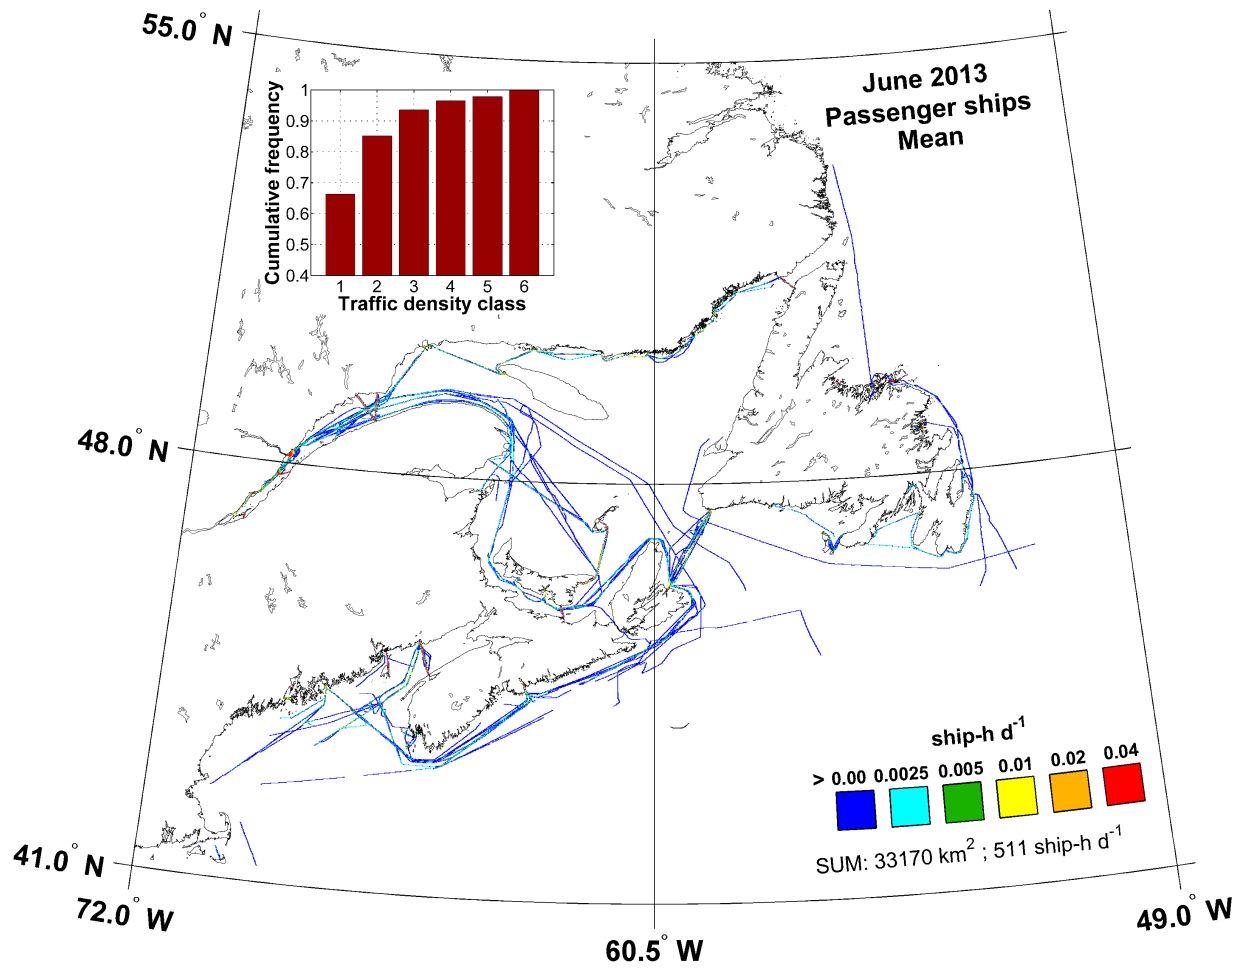 55.0° N
June 2013
Passenger ships
Mean
Cumulative frequency
1
0.9
0.8
0.7
0.6
0.5
0.4
1 2 3 4 5 6
Traffic density class
48.0° N
ship-h d-1
> 0.00 0.0025 0.005 0.01 0.02 0.04
SUM: 33170 km2 ; 511 ship-h d-1
41.0° N
72.0° W
60.5° W
49.0° W